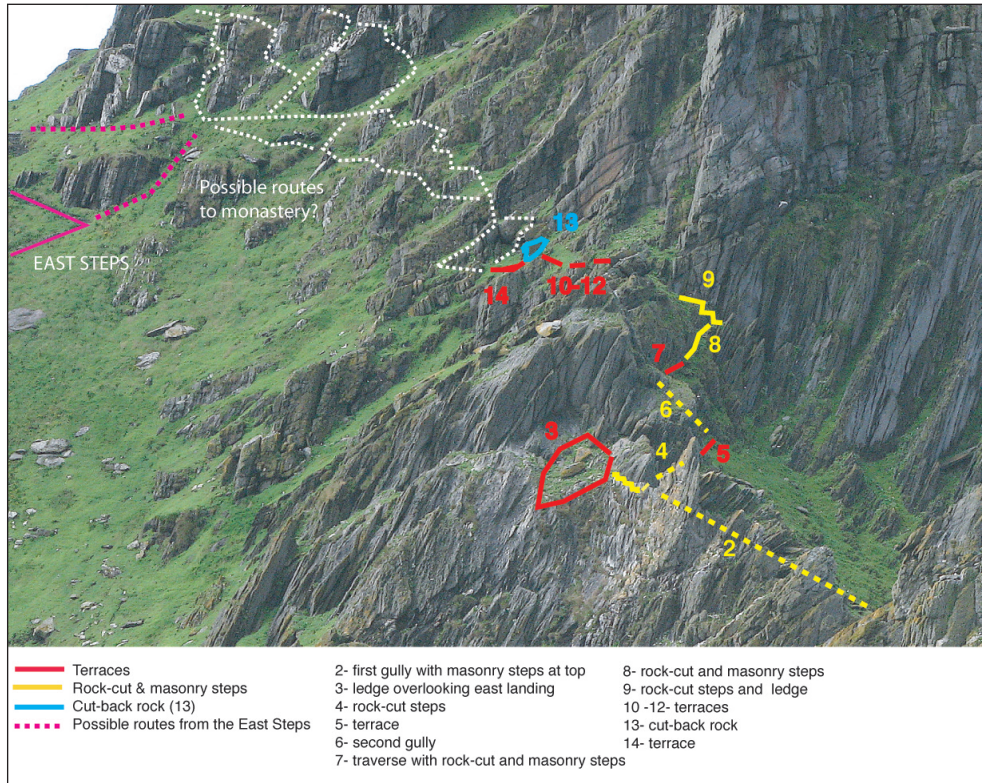 Possible routes
to monastery?
EAST STEPS
13
14
10-12
9
8
7
6
5
4
3
2
Terraces
Rock-cut & masonry steps
Cut-back rock (13)
Possible routes from the East Steps
2- first gully with masonry steps at top
3- ledge overlooking east landing
4- rock-cut steps
5- terrace
6- second gully
7- traverse with rock-cut and masonry steps
8- rock-cut and masonry steps
9- rock-cut steps and ledge
10 -12- terraces
13- cut-back rock
14- terrace